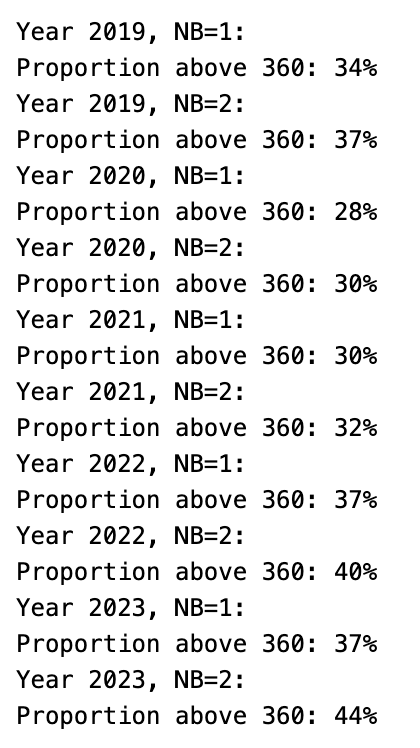 Year 2019, NB=1:
Proportion above 360: 34%
Year 2019, NB=2:
Proportion above 360: 37%
Year 2020, NB=1:
Proportion above 360: 28%
Year 2020, NB=2:
Proportion above 360: 30%
Year 2021, NB=1:
Proportion above 360: 30%
Year 2021, NB=2:
Proportion above 360: 32%
Year 2022, NB=1:
Proportion above 360: 37%
Year 2022, NB=2:
Proportion above 360: 40%
Year 2023, NB=1:
Proportion above 360: 37%
Year 2023, NB=2:
Proportion above 360: 44%